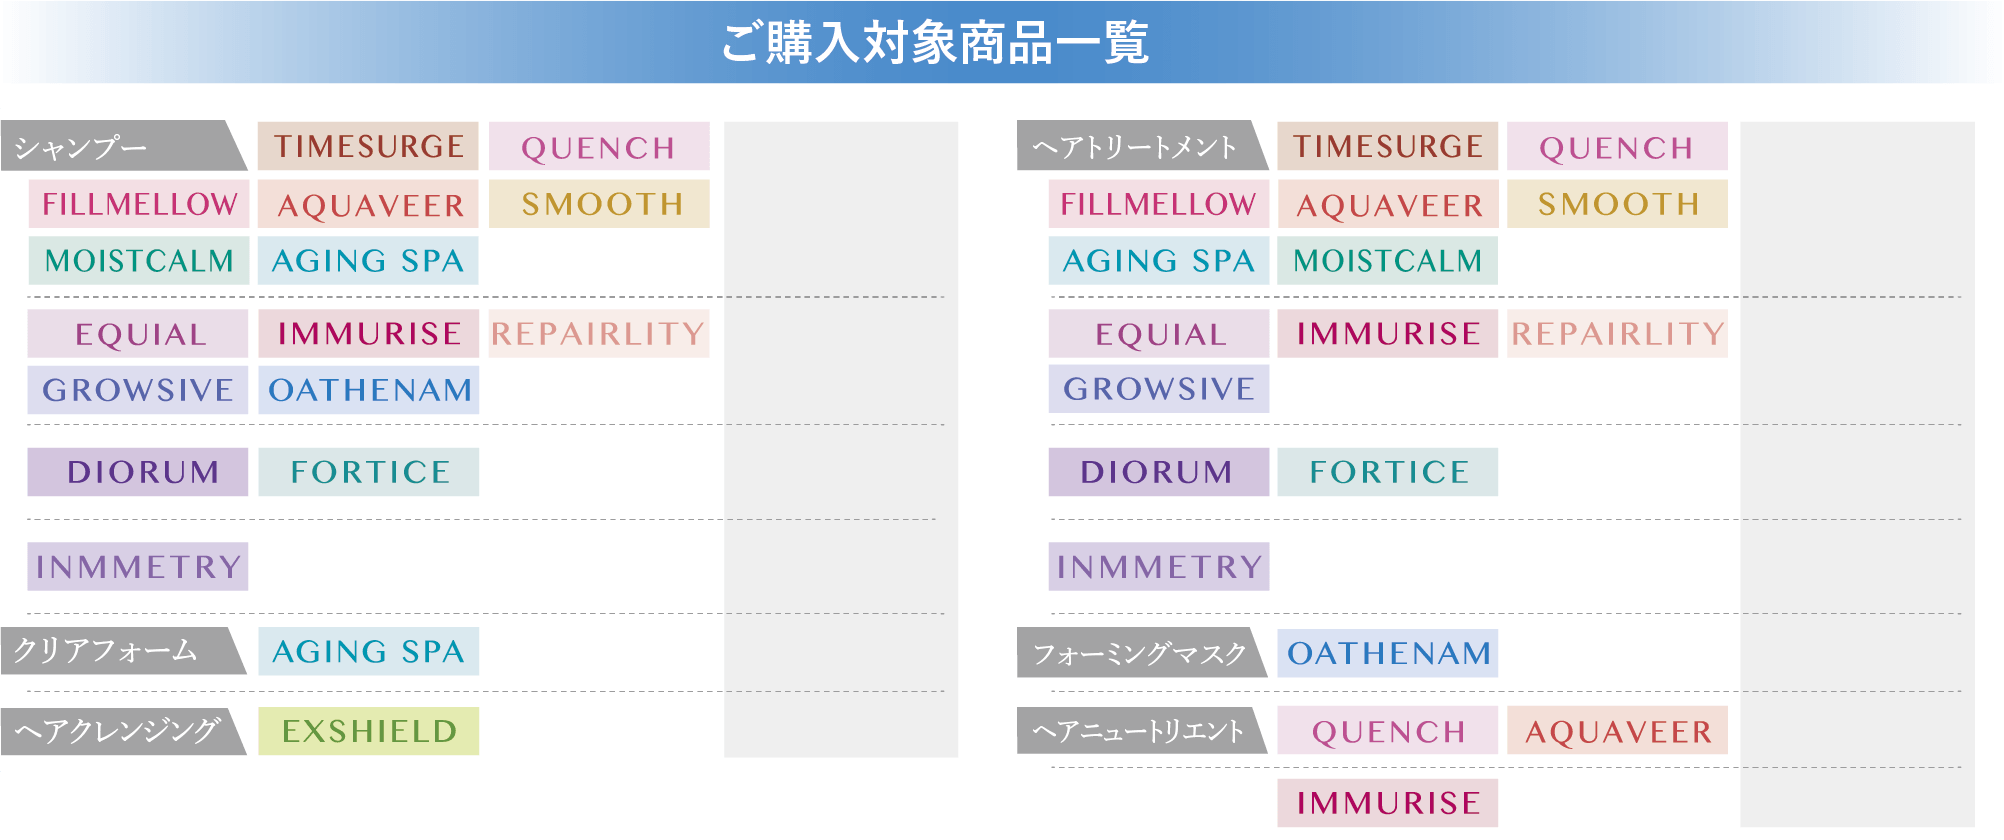 ご購入対象商品一覧
シャンプー TIMESURGE QUENCH
FILLMELLOW AQUAVEER SMOOTH
MOISTCALM AGING SPA
EQUIAL IMMURISE REPAIRLITY
GROWSIVE OATHENAM
DIORUM FORTICE
INMMETRY
クリアフォーム AGING SPA
ヘアクレンジング EXSHIELD
ヘアトリートメント TIMESURGE QUENCH
FILLMELLOW AQUAVEER SMOOTH
AGING SPA MOISTCALM
EQUIAL IMMURISE REPAIRLITY
GROWSIVE
DIORUM FORTICE
INMMETRY
フォーミングマスク OATHENAM
ヘアニュートリエント QUENCH AQUAVEER
IMMURISE